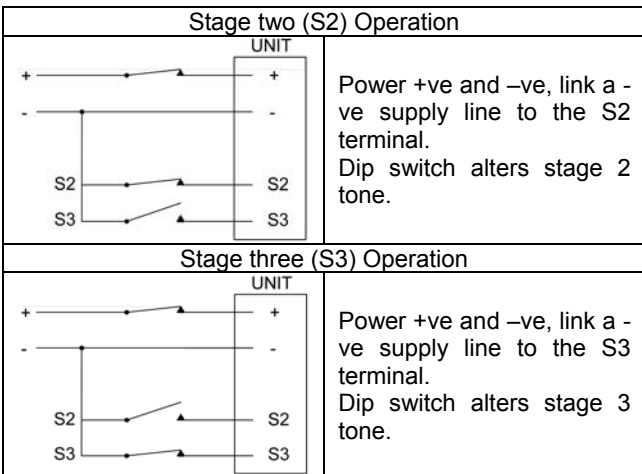 Stage two (S2) Operation
UNIT
+ +
- -
S2 S2
S3 S3
Power +ve and –ve, link a -
ve supply line to the S2
terminal.
Dip switch alters stage 2
tone.
Stage three (S3) Operation
UNIT
+ +
- -
S2 S2
S3 S3
Power +ve and –ve, link a -
ve supply line to the S3
terminal.
Dip switch alters stage 3
tone.